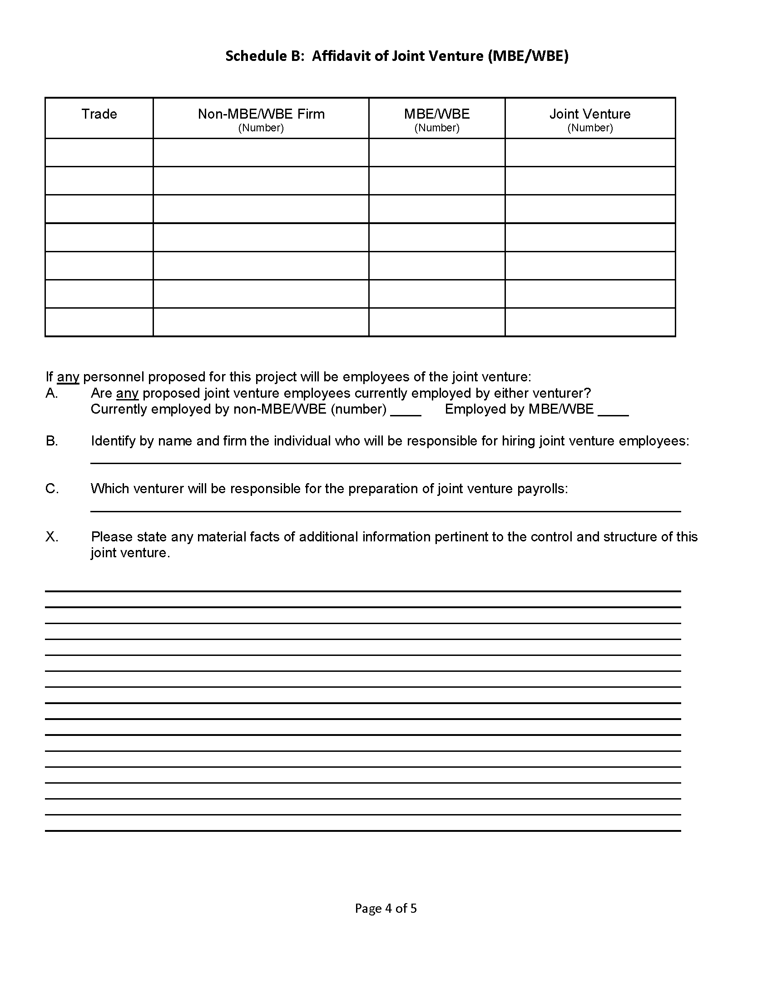 Schedule B:  Affidavit of Joint Venture (MBE/WBE)
Trade
Non-MBE/WBE Firm
(Number)
MBE/WBE
(Number)
Joint Venture
(Number)
If any personnel proposed for this project will be employees of the joint venture:
A. Are any proposed joint venture employees currently employed by either venturer?
Currently employed by non-MBE/WBE (number) ____ Employed by MBE/WBE ____
B. Identify by name and firm the individual who will be responsible for hiring joint venture employees:
C. Which venturer will be responsible for the preparation of joint venture payrolls:
X. Please state any material facts of additional information pertinent to the control and structure of this
joint venture.
Page 4 of 5